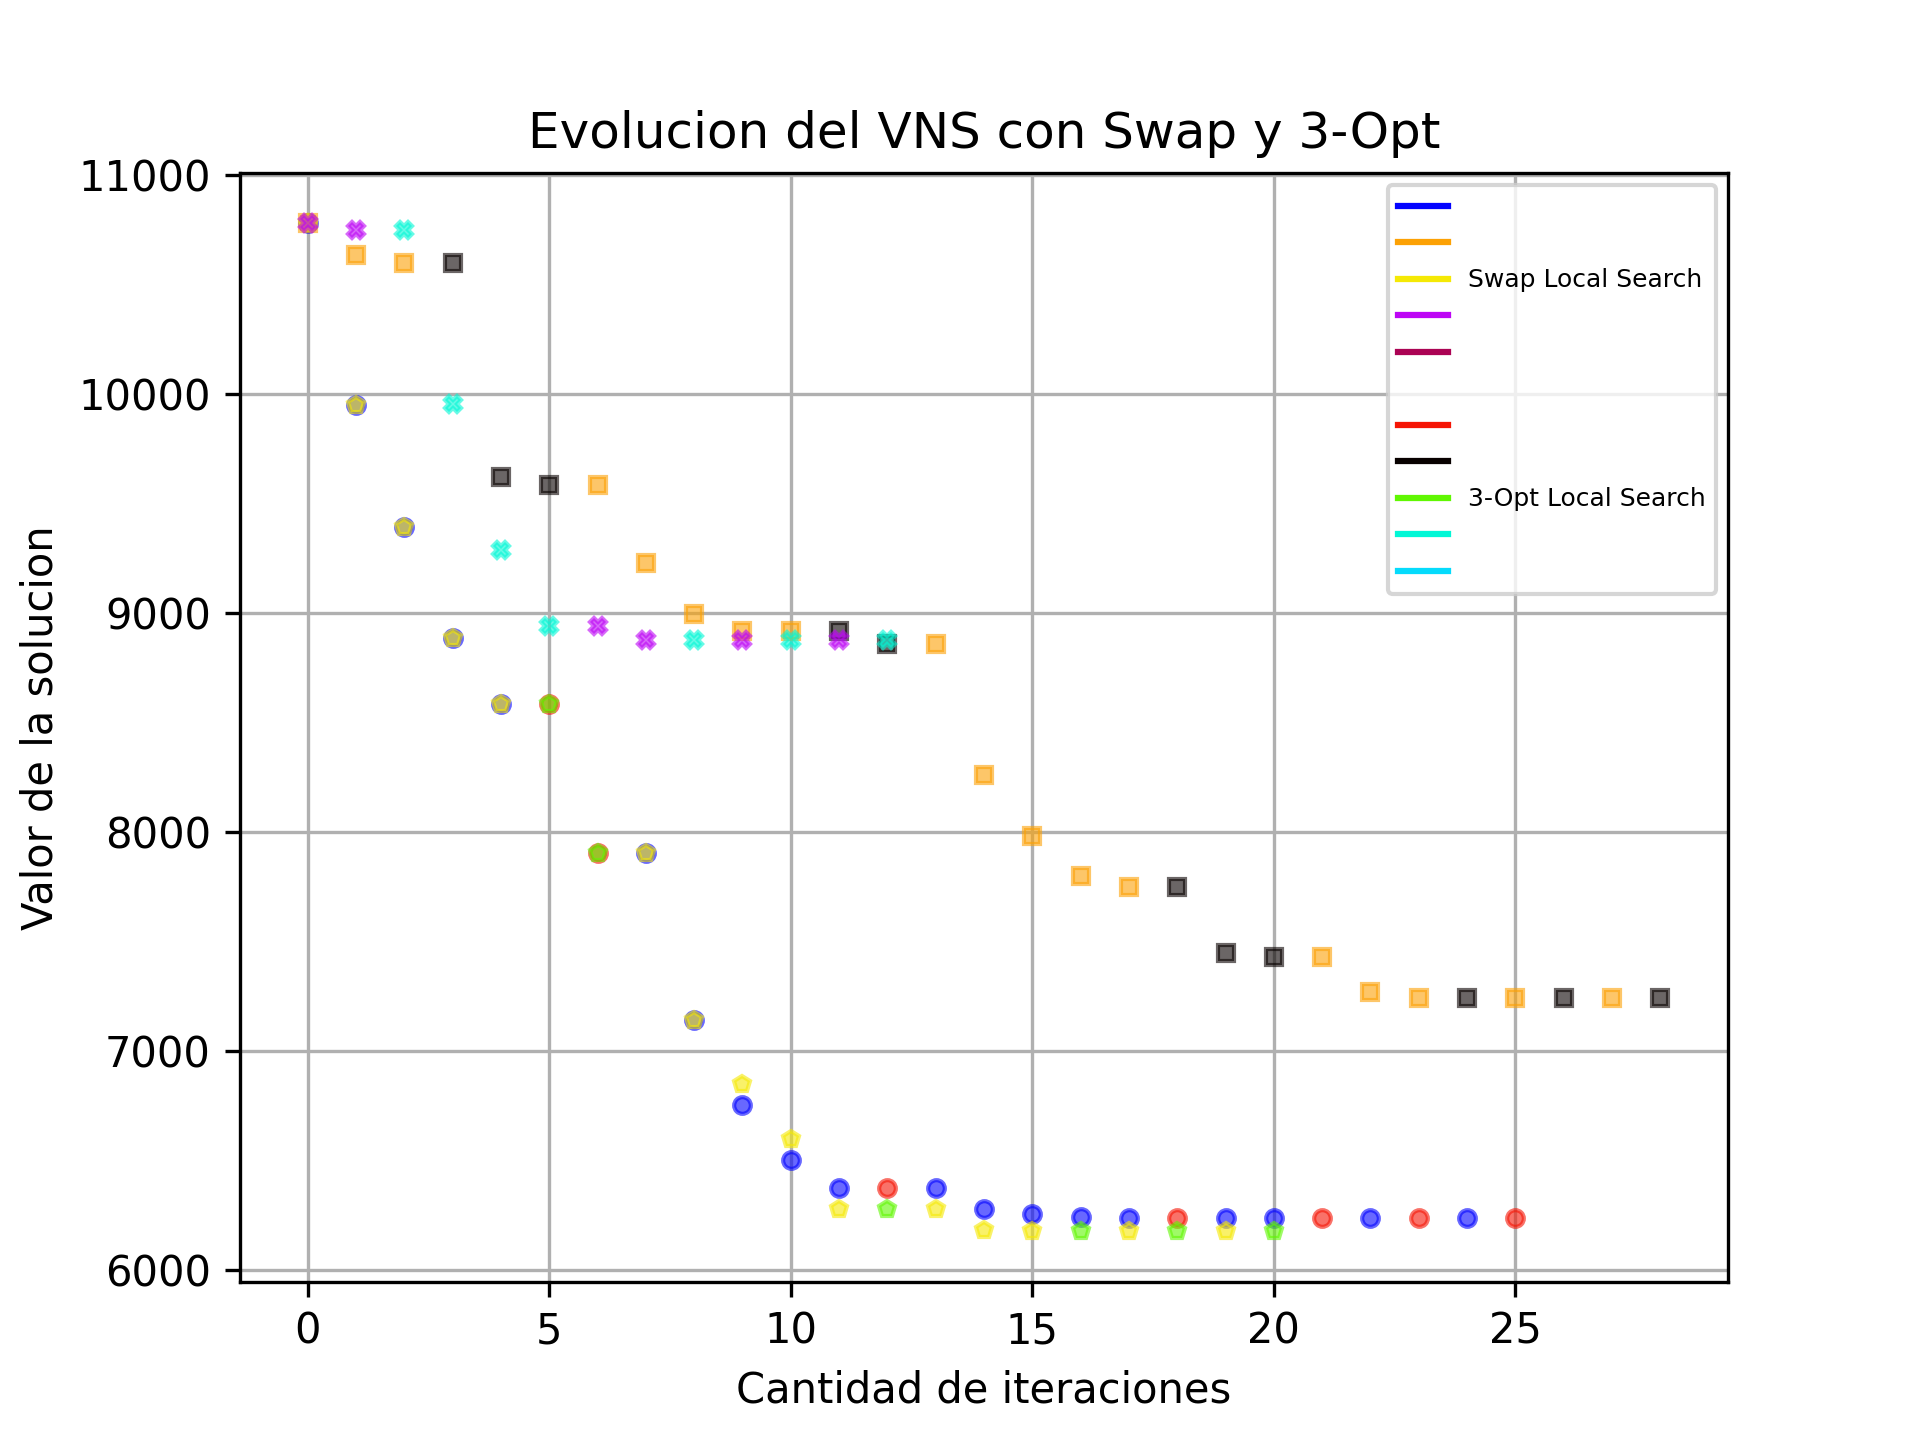 Evolucion del VNS con Swap y 3-Opt
11000
10000
9000
8000
7000
6000
Valor de la solucion
Swap Local Search
3-Opt Local Search
0 5 10 15 20 25
Cantidad de iteraciones